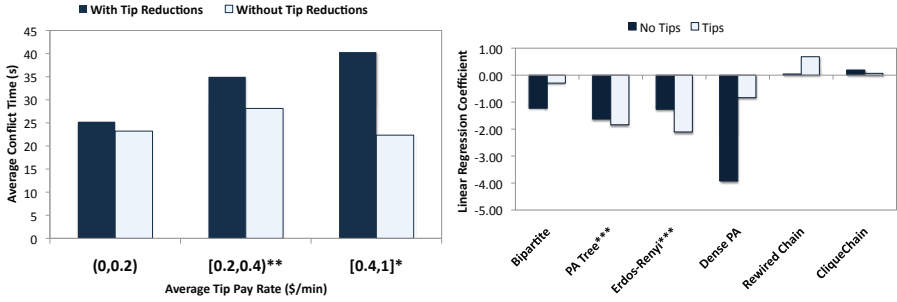 With Tip Reductions Without Tip Reductions
Average Conflict Time (s)
45
40
35
30
25
20
15
10
5
0
(0,0.2) [0.2,0.4)** [0.4,1]*
Average Tip Pay Rate ($/min)
No Tips Tips
Linear Regression Coefficient
1.00
0.00
-1.00
-2.00
-3.00
-4.00
-5.00
Bipartite
PA Tree***
Erdos-Renyi***
Dense PA
Rewired Chain
CliqueChain